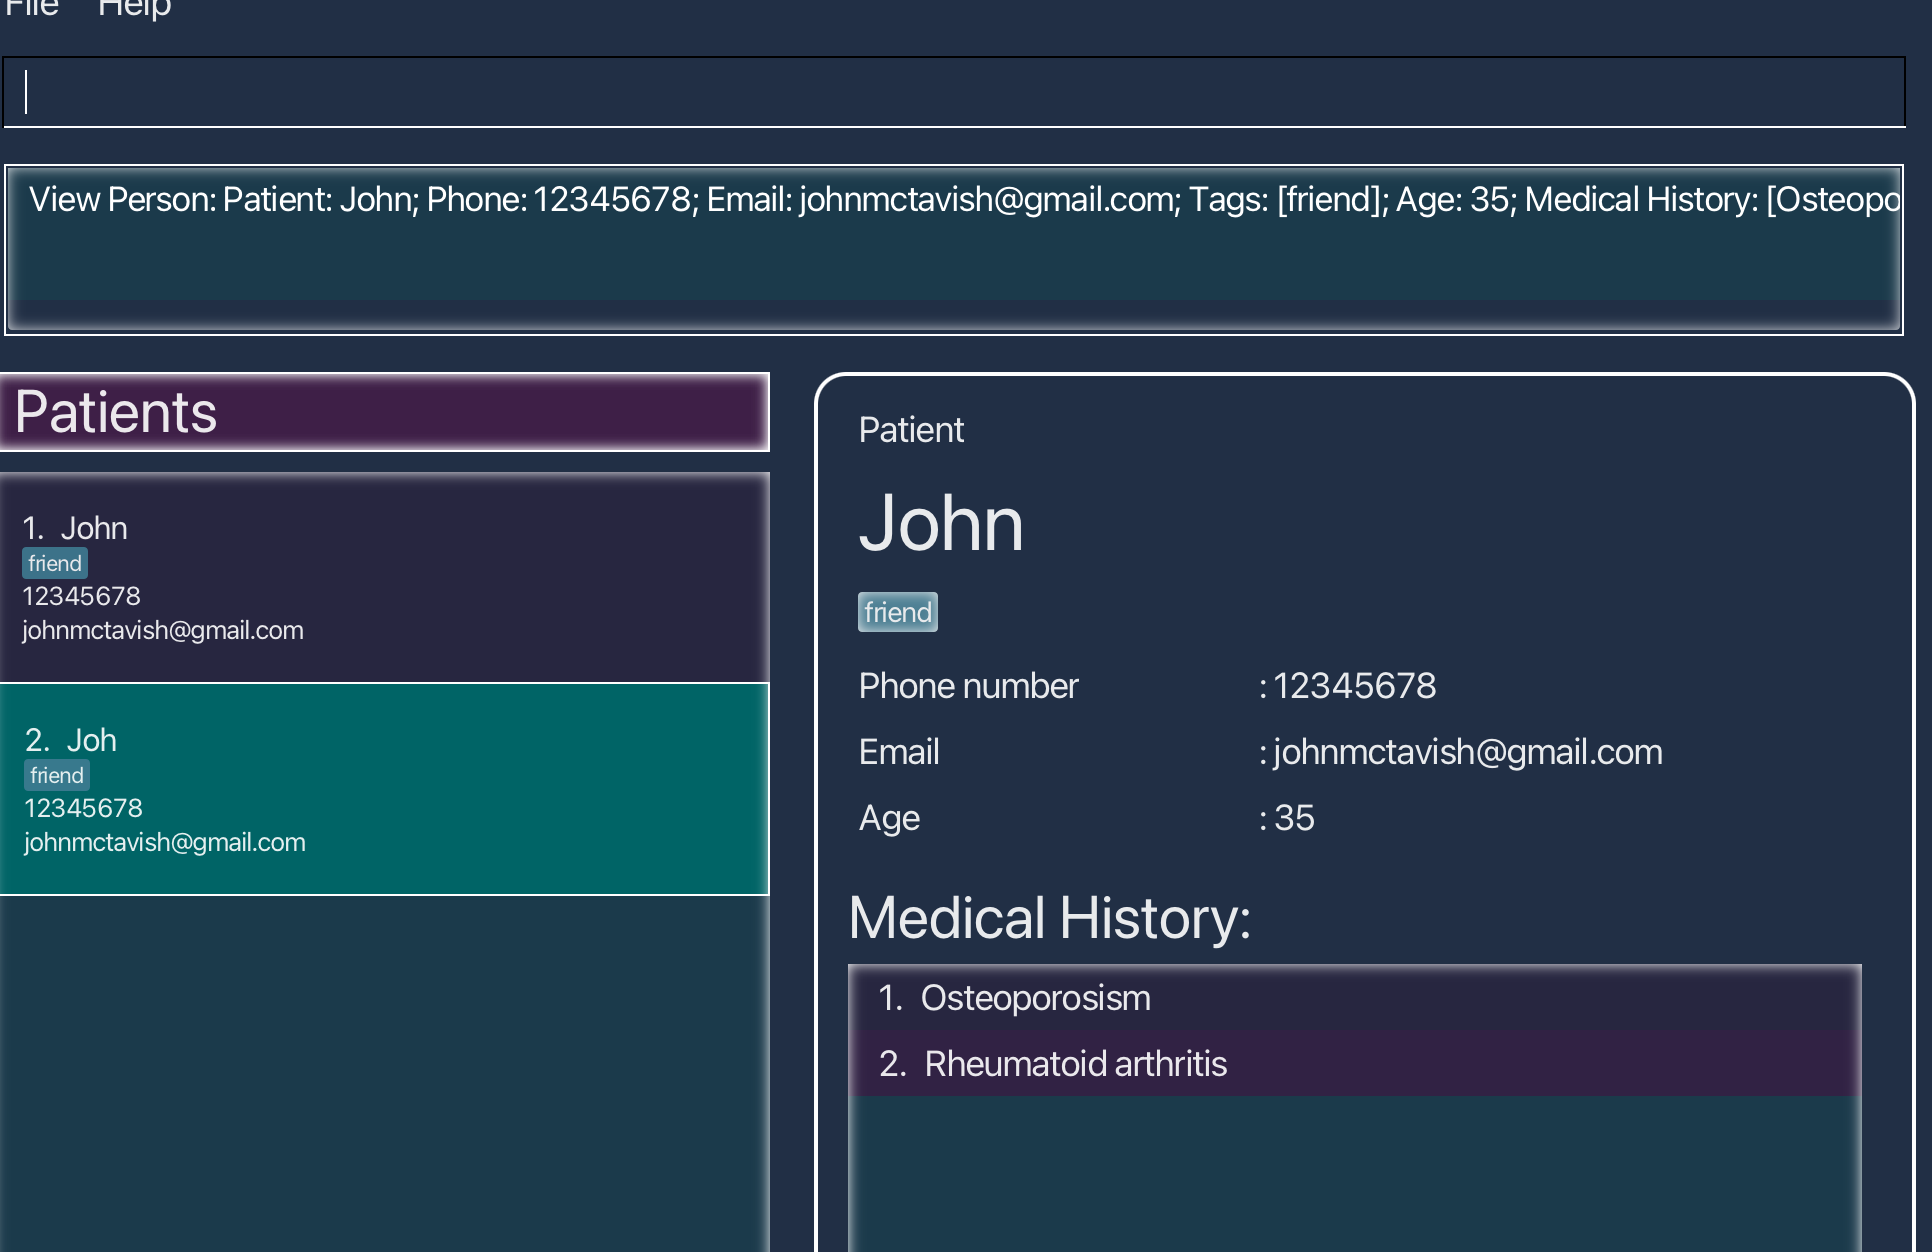 File Help
View Person: Patient: John; Phone: 12345678; Email: johnmctavish@gmail.com; Tags: [friend]; Age: 35; Medical History: [Osteopo
Patients
1. John
friend
12345678
johnmctavish@gmail.com
2. Joh
friend
12345678
johnmctavish@gmail.com
Patient
John
friend
Phone number : 12345678
Email : johnmctavish@gmail.com
Age : 35
Medical History:
1. Osteoporosism
2. Rheumatoid arthritis